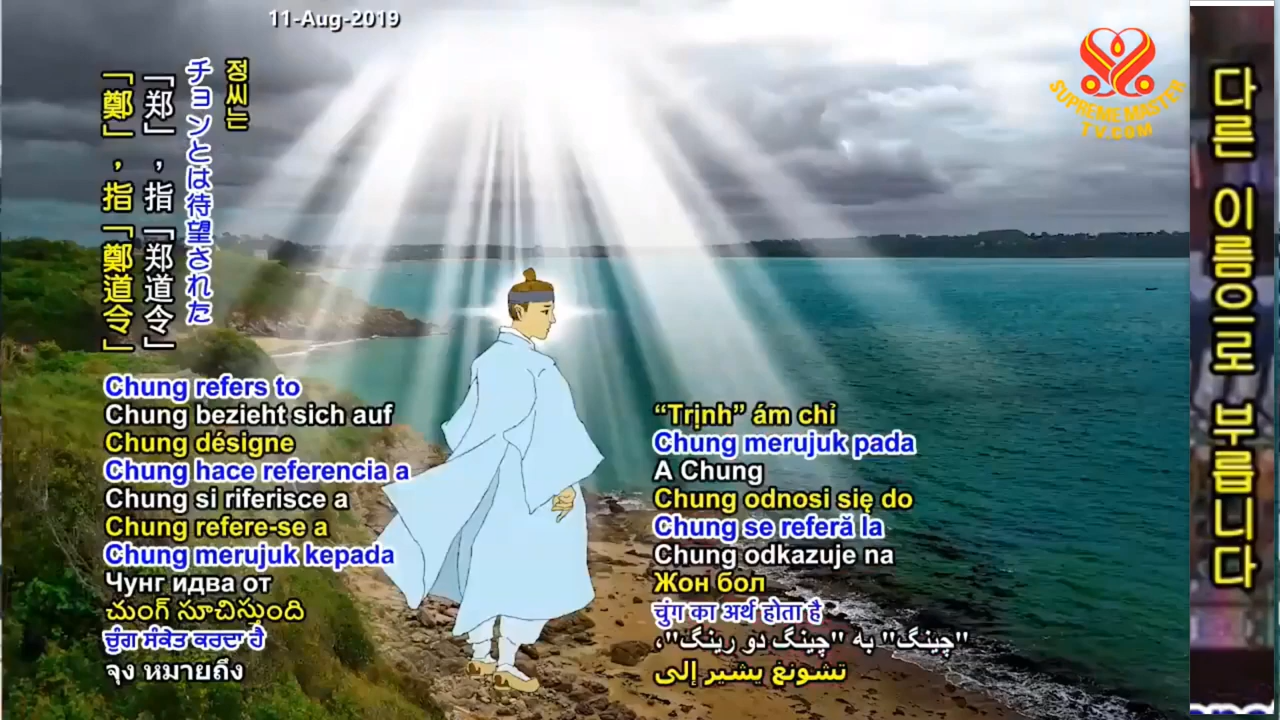 11-Aug-2019
SUPREME MASTER
TV.COM
정씨는
チョンとは待望された
「郑」，指「郑道令」
「鄭」，指「鄭道令」
Chung refers to
Chung bezieht sich auf
Chung désigne
Chung hace referencia a
Chung si riferisce a
Chung refere-se a
Chung merujuk kepada
Чунг идва от
చుంగ్ సూచిస్తుంది
ਚੁੰਗ ਸੰਕੇਤ ਕਰਦਾ ਹੈ
จุง หมายถึง
“Trịnh” ám chỉ
Chung merujuk pada
A Chung
Chung odnosi się do
Chung se referă la
Chung odkazuje na
Жон бол
चुंग का अर्थ होता है
"چینگ" به "چینگ دو رینگ"،
تشونغ يشير إلى
다른 이름으로 부릅니다